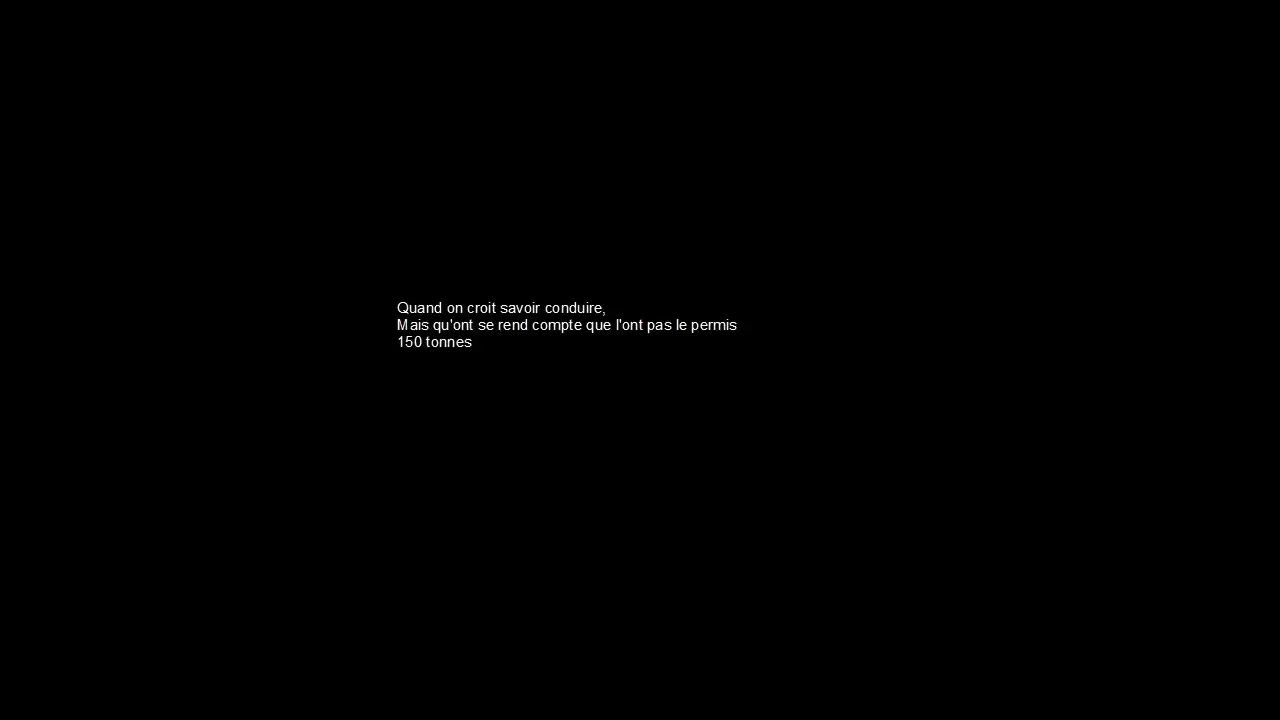 Quand on croit savoir conduire,
Mais qu'ont se rend compte que l'ont pas le permis
150 tonnes